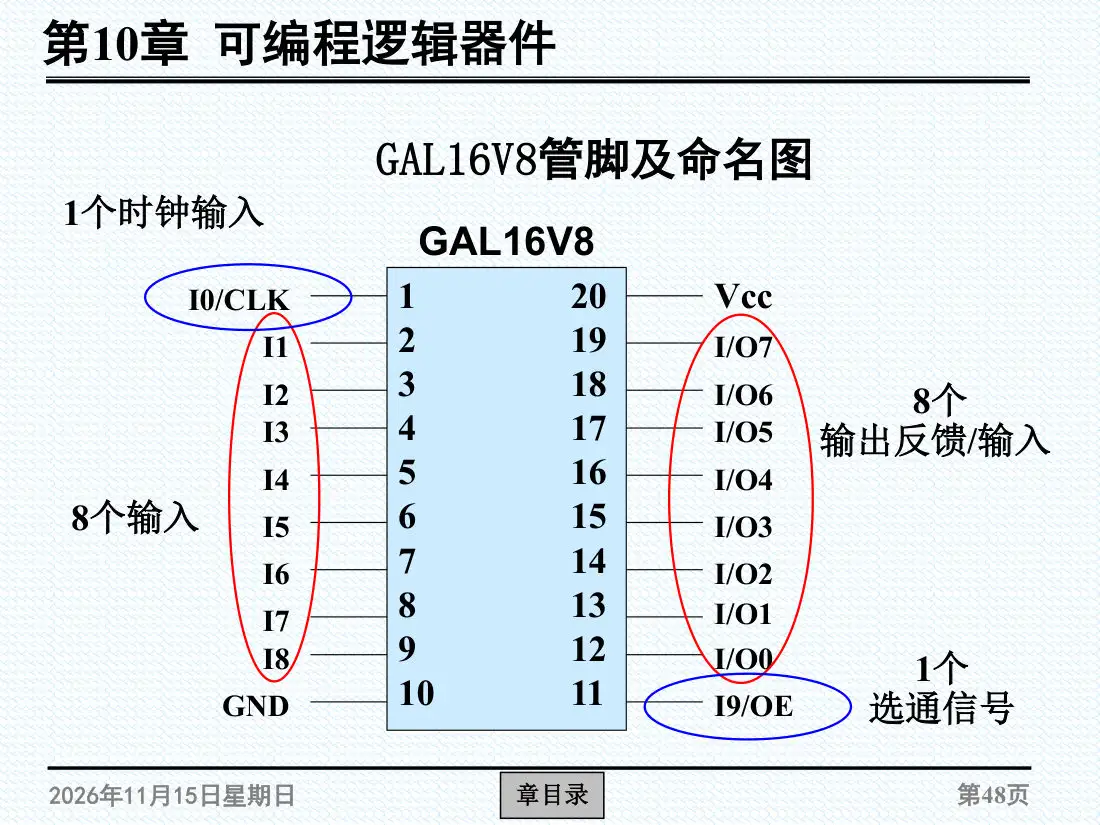 第10章 可编程逻辑器件
GAL16V8管脚及命名图
1个时钟输入
GAL16V8
I0/CLK 1 20 Vcc
I1 2 19 I/O7
I2 3 18 I/O6
I3 4 17 I/O5
I4 5 16 I/O4
I5 6 15 I/O3
I6 7 14 I/O2
I7 8 13 I/O1
I8 9 12 I/O0
GND 10 11 I9/OE
8个输入
8个
输出反馈/输入
1个
选通信号
2026年11月15日星期日
章目录
第48页